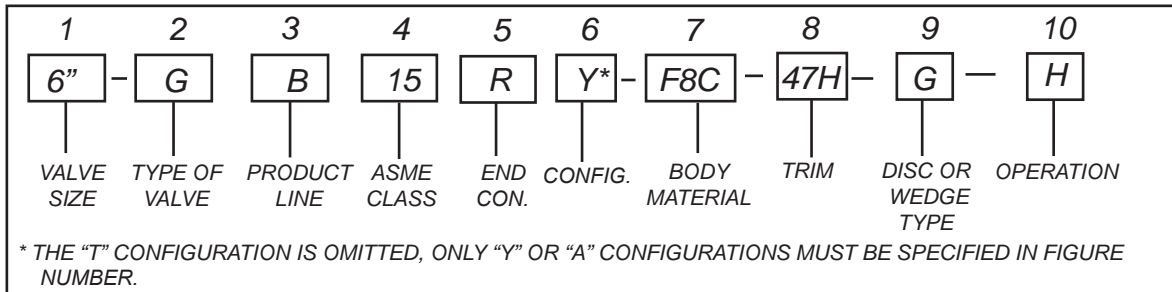 1 2 3 4 5 6 7 8 9 10
6” – G B 15 R Y* – F8C – 47H – G – H
VALVE TYPE OF PRODUCT ASME END CONFIG. BODY TRIM DISC OR OPERATION
SIZE VALVE LINE CLASS CON. MATERIAL WEDGE
TYPE
* THE “T” CONFIGURATION IS OMITTED, ONLY “Y” OR “A” CONFIGURATIONS MUST BE SPECIFIED IN FIGURE
NUMBER.